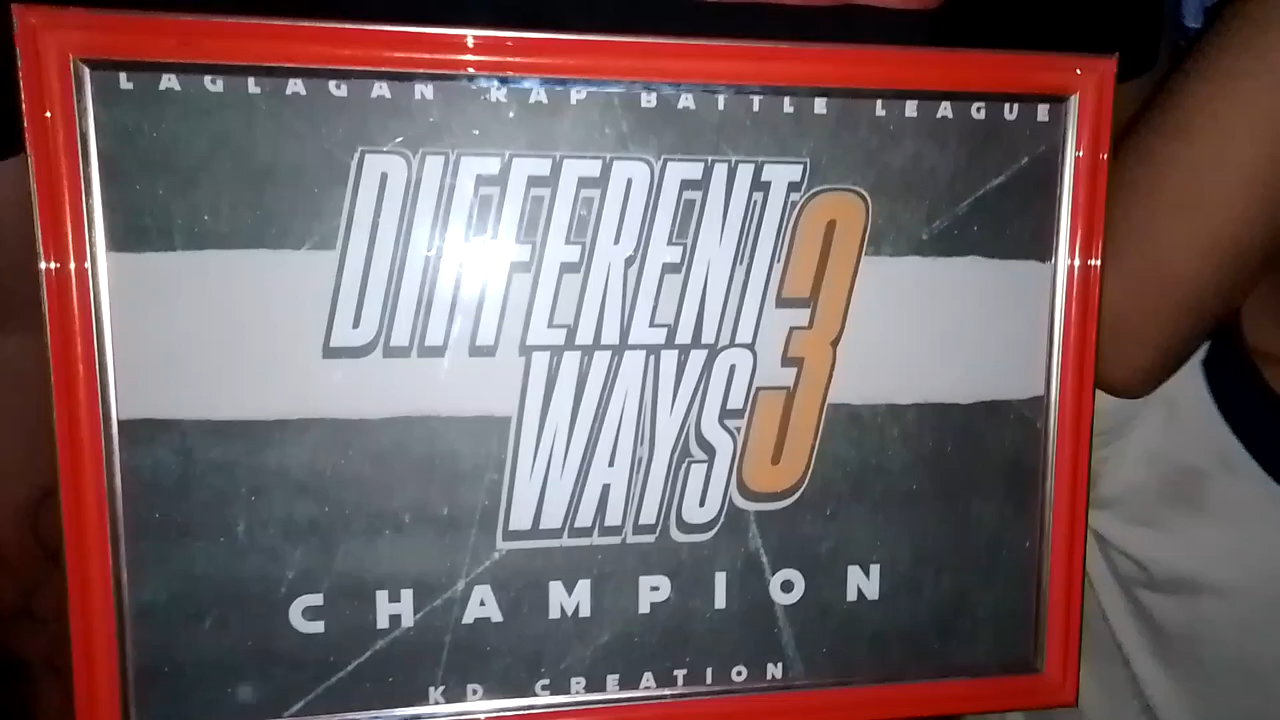 LAGLAGAN RAP BATTLE LEAGUE
DIFFERENT
WAYS 3
CHAMPION
KD CREATION